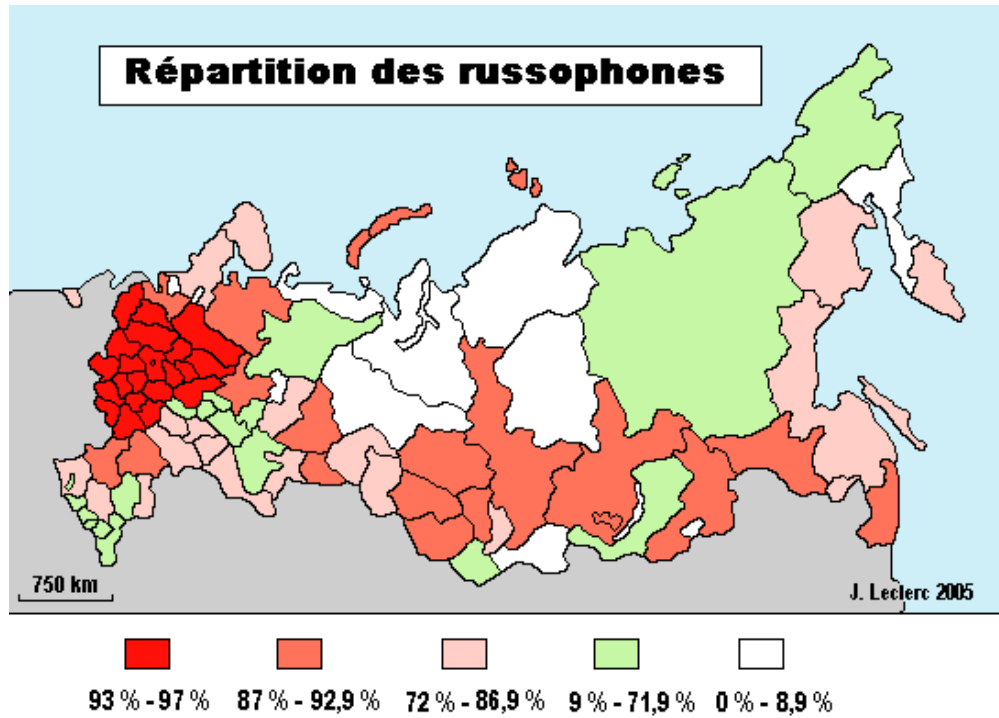 Répartition des russophones
750 km
J. Leclerc 2005
93 % - 97 % 87 % - 92,9 % 72 % - 86,9 % 9 % - 71,9 % 0 % - 8,9 %